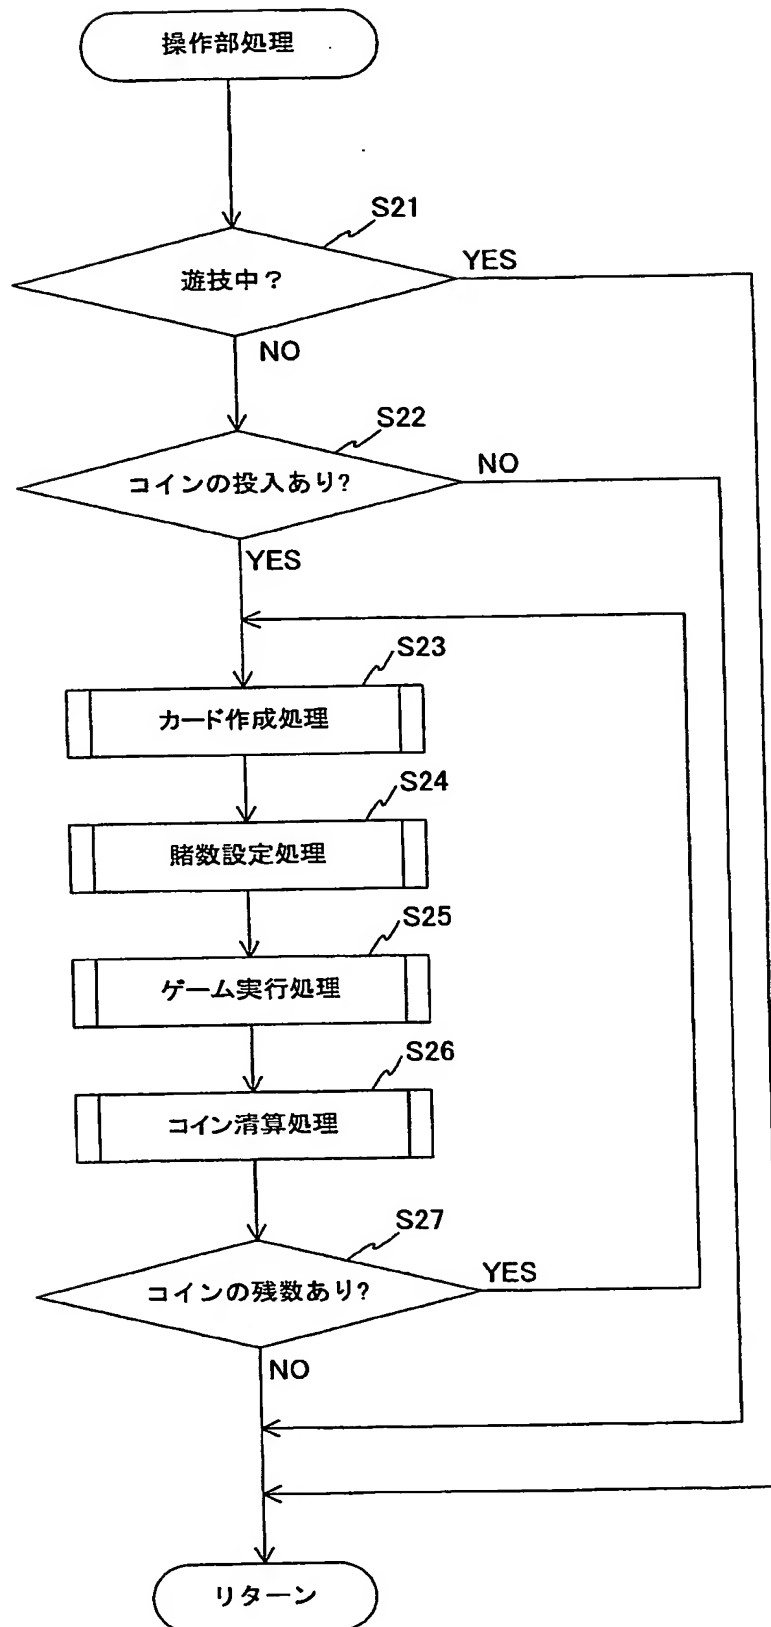 操作部処理
S21
遊技中？
YES
NO
S22
コインの投入あり?
NO
YES
S23
カード作成処理
S24
賭数設定処理
S25
ゲーム実行処理
S26
コイン清算処理
S27
コインの残数あり?
YES
NO
リターン